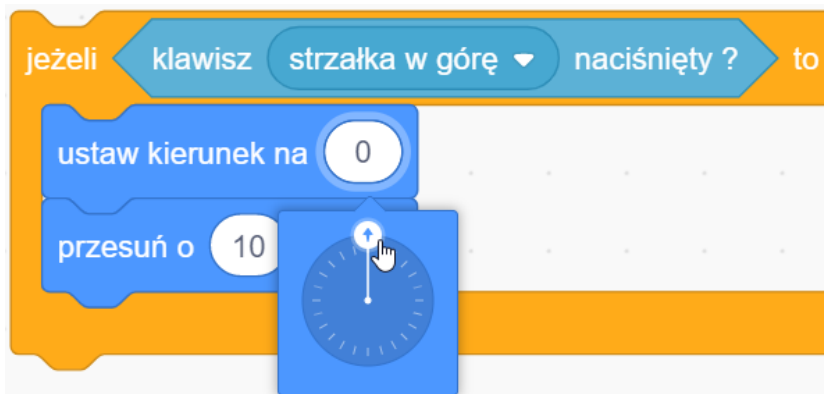 jeżeli klawisz strzałka w górę naciśnięty ? to
ustaw kierunek na 0
przesuń o 10